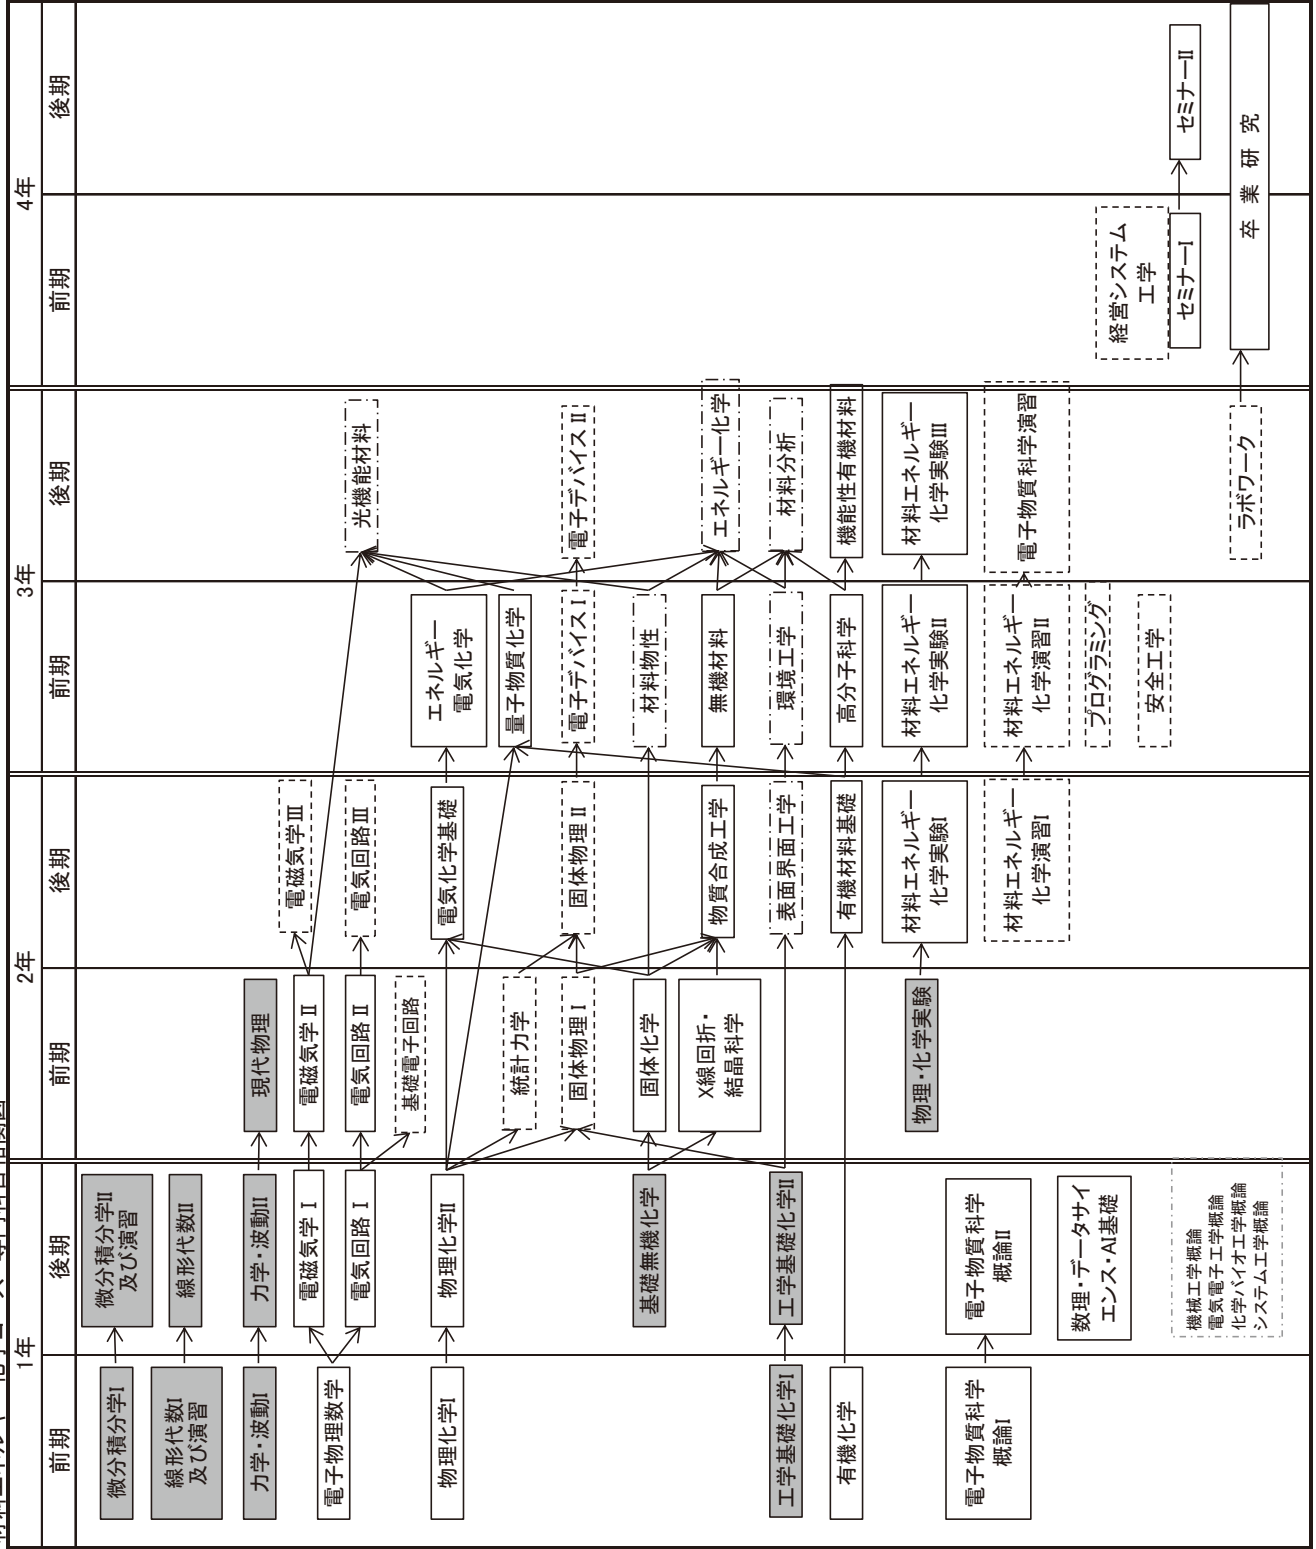 1年
2年
3年
4年
前期
後期
前期
後期
前期
後期
前期
後期
微分積分学Ⅰ
微分積分学Ⅱ
及び演習
線形代数Ⅰ
及び演習
線形代数Ⅱ
力学・波動Ⅰ
力学・波動Ⅱ
現代物理
電子物理数学
電磁気学Ⅰ
電磁気学Ⅱ
電磁気学Ⅲ
電気回路Ⅰ
電気回路Ⅱ
電気回路Ⅲ
光機能材料
基礎電子回路
物理化学Ⅰ
物理化学Ⅱ
電気化学基礎
エネルギー
電気化学
量子物質化学
統計力学
固体物理Ⅰ
固体物理Ⅱ
電子デバイスⅠ
電子デバイスⅡ
基礎無機化学
固体化学
材料物性
X線回折・
結晶科学
物質合成工学
無機材料
エネルギー化学
工学基礎化学Ⅰ
工学基礎化学Ⅱ
表面界面工学
環境工学
材料分析
有機化学
有機材料基礎
高分子科学
機能性有機材料
物理・化学実験
材料エネルギー
化学実験Ⅰ
材料エネルギー
化学実験Ⅱ
材料エネルギー
化学実験Ⅲ
電子物質科学
概論Ⅰ
電子物質科学
概論Ⅱ
材料エネルギー
化学演習Ⅰ
材料エネルギー
化学演習Ⅱ
電子物質科学演習
数理・データサイ
エンス・AI基礎
プログラミング
経営システム
工学
安全工学
セミナーⅠ
セミナーⅡ
機械工学概論
電気電子工学概論
化学バイオ工学概論
システム工学概論
ラボワーク
卒業研究